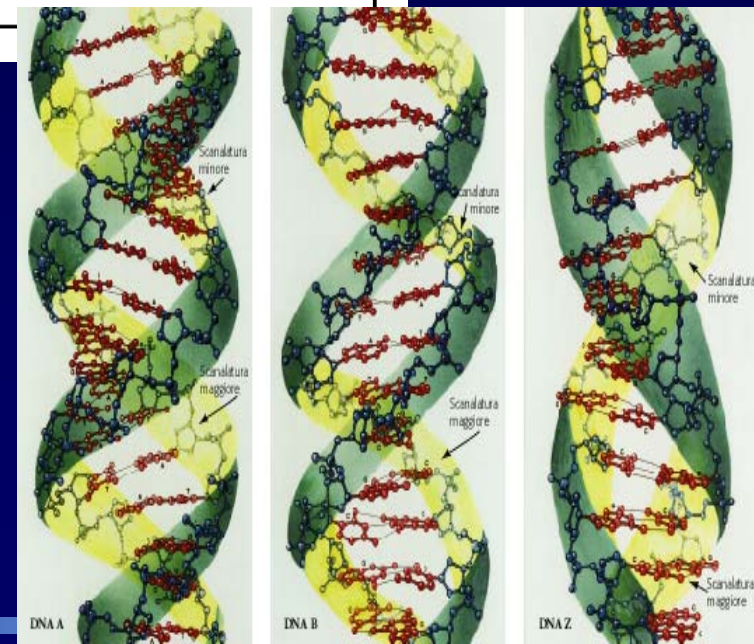 Scanalatura
minore
Scanalatura
maggiore
DNA A
Scanalatura
minore
Scanalatura
maggiore
DNA B
Scanalatura
minore
Scanalatura
maggiore
DNA Z